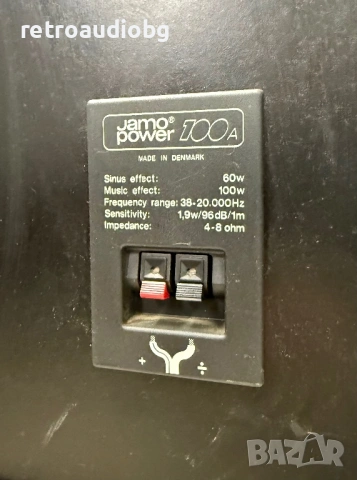 retroaudiobg
Jamo®
power 100A
MADE IN DENMARK
Sinus effect: 60w
Music effect: 100w
Frequency range: 38-20.000Hz
Sensitivity: 1,9w/96dB/1m
Impedance: 4-8 ohm
+ ÷
BAZAR